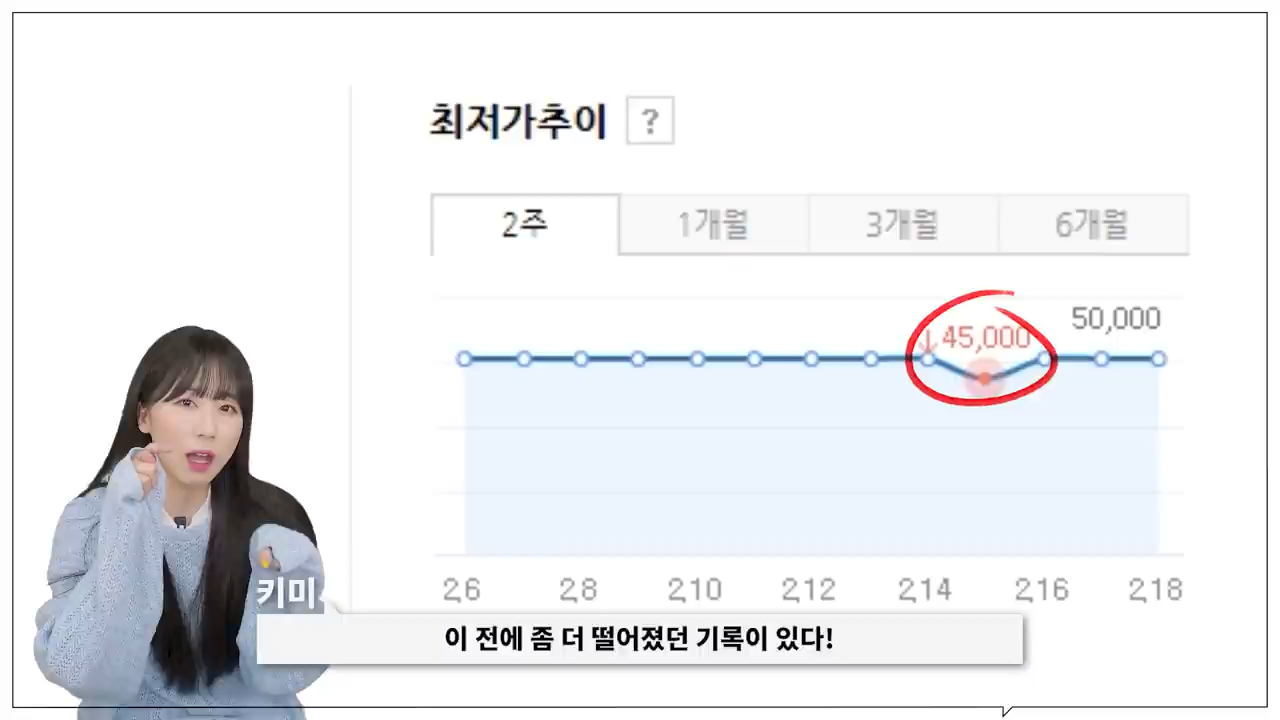 최저가추이 ?
2주 1개월 3개월 6개월
50,000
↓45,000
2,6 2,8 2,10 2,12 2,14 2,16 2,18
키미
이 전에 좀 더 떨어졌던 기록이 있다!